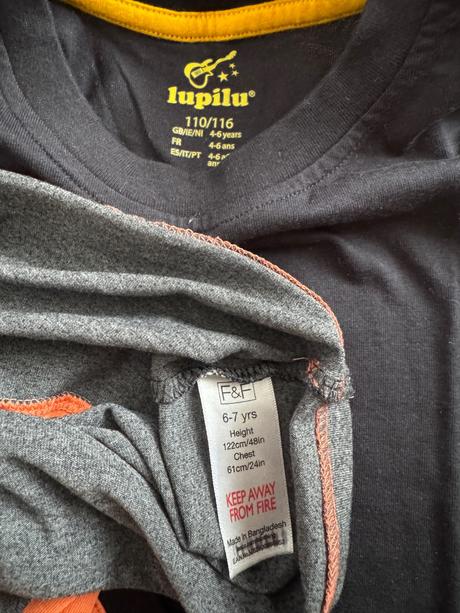 lupilu®
110/116
GB/IE/NI 4-6 years
FR 4-6 ans
ES/IT/PT 4-6
F&F
6-7 yrs
Height
122cm/48in
Chest
61cm/24in
KEEP AWAY
FROM FIRE
Made in Bangladesh